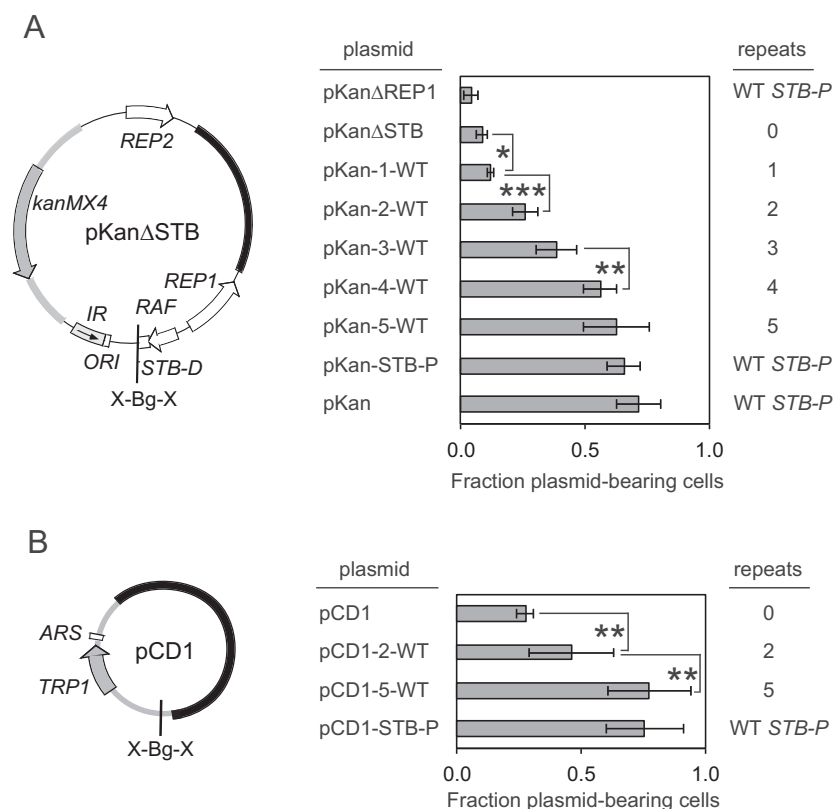 A
plasmid
repeats
REP2
kanMX4
pKanΔSTB
REP1
IR
RAF
ORI
STB-D
X-Bg-X
pKanΔREP1
WT STB-P
pKanΔSTB
0
*
pKan-1-WT
1
***
pKan-2-WT
2
pKan-3-WT
3
**
pKan-4-WT
4
pKan-5-WT
5
pKan-STB-P
WT STB-P
pKan
WT STB-P
0.0 0.5 1.0
Fraction plasmid-bearing cells
B
plasmid
repeats
ARS
pCD1
TRP1
X-Bg-X
pCD1
0
**
pCD1-2-WT
2
**
pCD1-5-WT
5
pCD1-STB-P
WT STB-P
0.0 0.5 1.0
Fraction plasmid-bearing cells